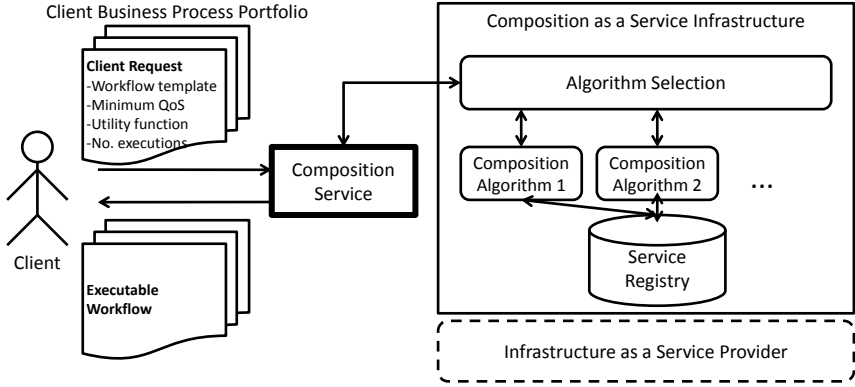 Client Business Process Portfolio
Client Request
-Workflow template
-Minimum QoS
-Utility function
-No. executions
Client
Executable
Workflow
Composition
Service
Composition as a Service Infrastructure
Algorithm Selection
Composition
Algorithm 1
Composition
Algorithm 2
...
Service
Registry
Infrastructure as a Service Provider